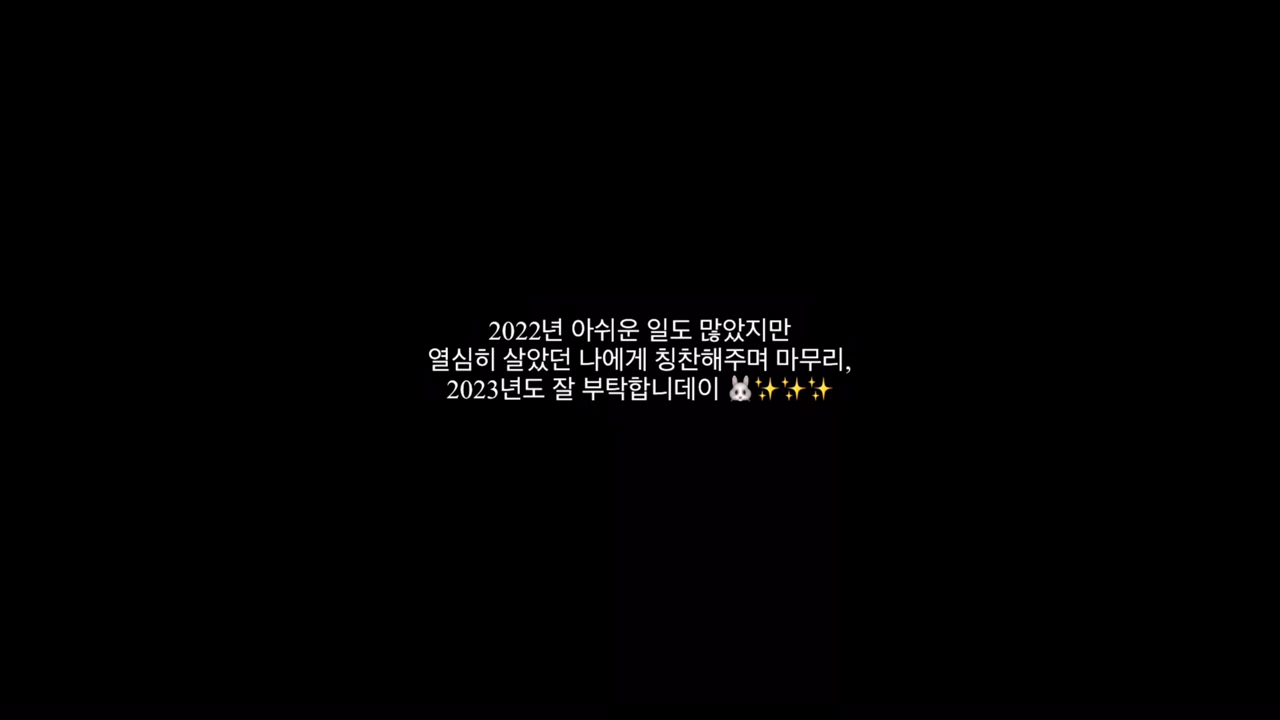 2022년 아쉬운 일도 많았지만
열심히 살았던 나에게 칭찬해주며 마무리,
2023년도 잘 부탁합니데이 🐰✨✨✨